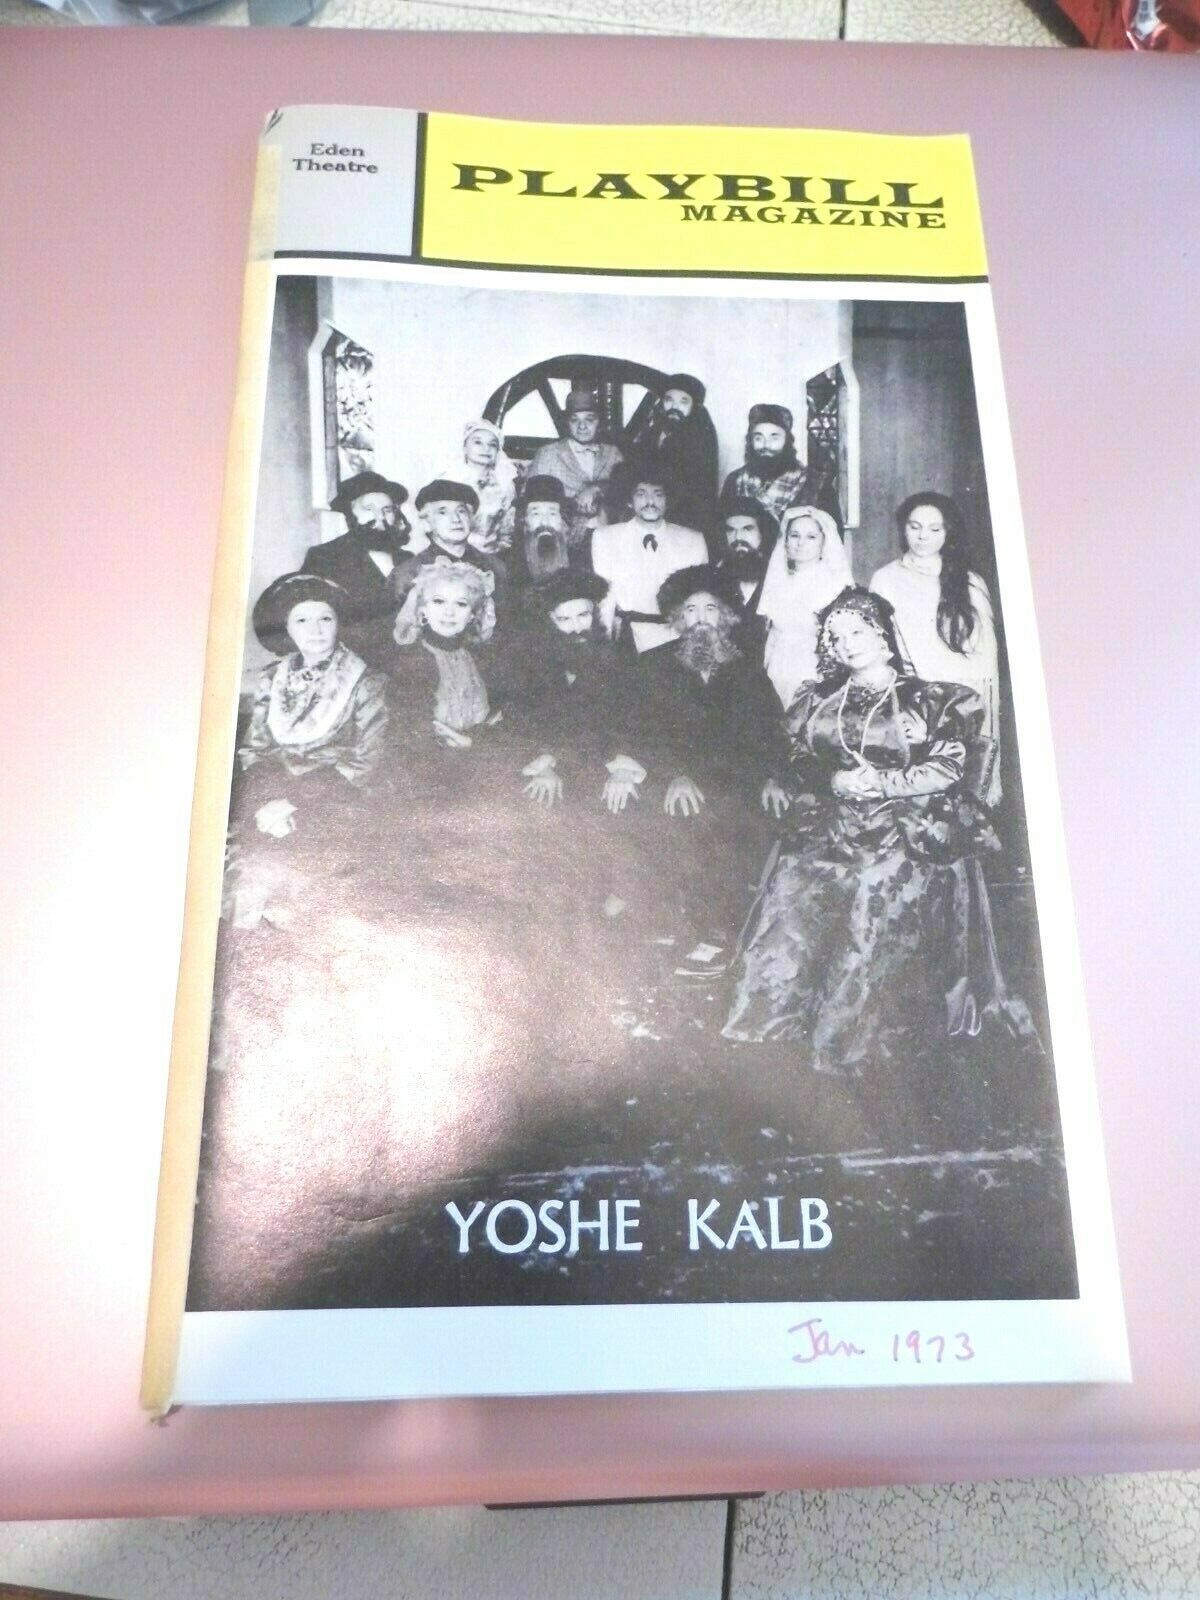 Eden
Theatre
PLAYBILL
MAGAZINE
YOSHE KALB
Jan 1973